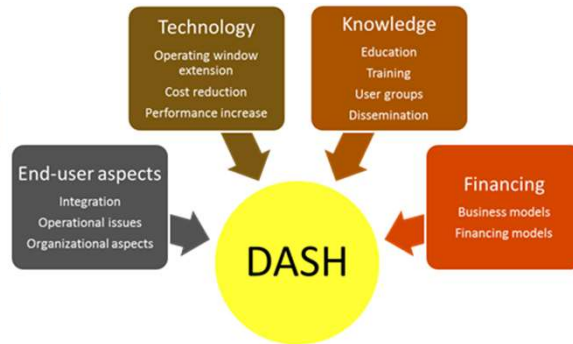 Technology
Operating window
extension
Cost reduction
Performance increase
Knowledge
Education
Training
User groups
Dissemination
End-user aspects
Integration
Operational issues
Organizational aspects
Financing
Business models
Financing models
DASH